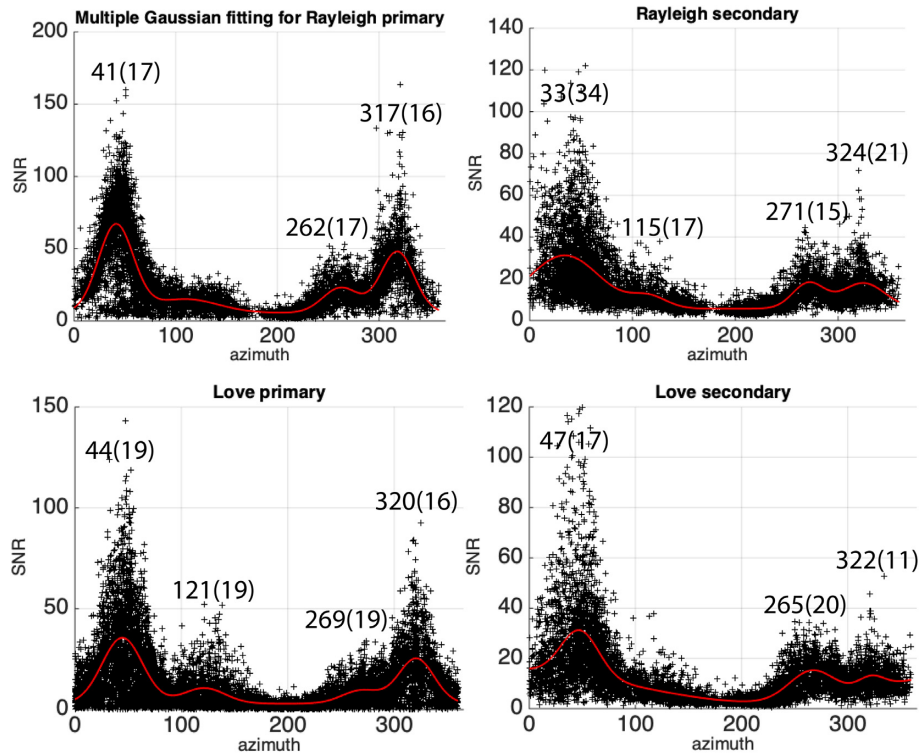 Multiple Gaussian fitting for Rayleigh primary
200
150
100
50
0
SNR
41(17)
262(17)
317(16)
0 100 200 300
azimuth
Rayleigh secondary
140
120
100
80
60
40
20
0
SNR
33(34)
115(17)
271(15)
324(21)
0 100 200 300
azimuth
Love primary
150
100
50
0
SNR
44(19)
121(19)
269(19)
320(16)
0 100 200 300
azimuth
Love secondary
120
100
80
60
40
20
0
SNR
47(17)
265(20)
322(11)
0 100 200 300
azimuth